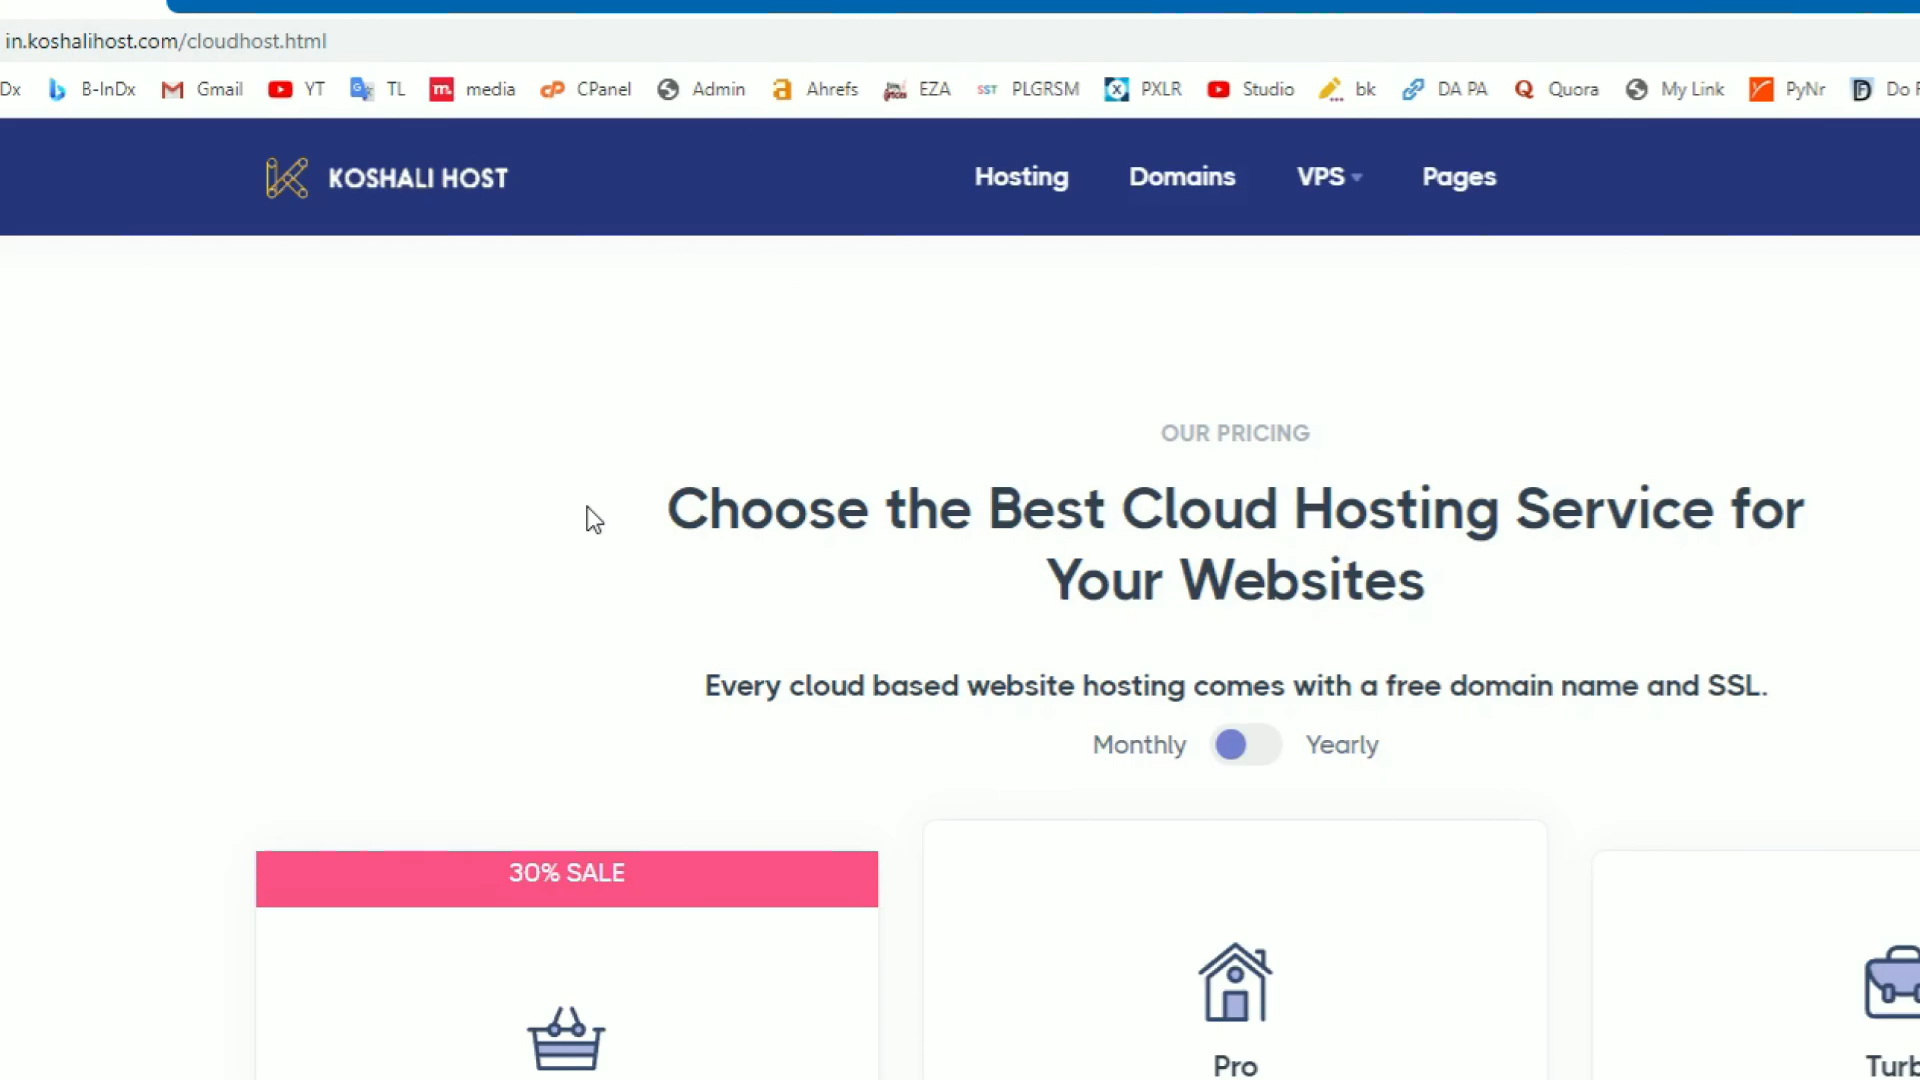 in.koshalihost.com/cloudhost.html
Dx B-InDx Gmail YT TL media CPanel Admin Ahrefs EZA SST PLGRSM PXLR Studio bk DA PA Quora My Link PyNr Do
KOSHALI HOST Hosting Domains VPS Pages
OUR PRICING
Choose the Best Cloud Hosting Service for
Your Websites
Every cloud based website hosting comes with a free domain name and SSL.
Monthly Yearly
30% SALE
Pro Turb